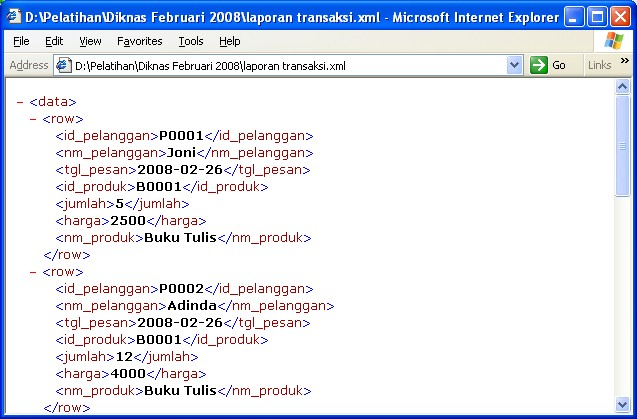 D:\Pelatihan\Diknas Februari 2008\laporan transaksi.xml - Microsoft Internet Explorer
File Edit View Favorites Tools Help
Address D:\Pelatihan\Diknas Februari 2008\laporan transaksi.xml Go Links »
- <data>
- <row>
<id_pelanggan>P0001</id_pelanggan>
<nm_pelanggan>Joni</nm_pelanggan>
<tgl_pesan>2008-02-26</tgl_pesan>
<id_produk>B0001</id_produk>
<jumlah>5</jumlah>
<harga>2500</harga>
<nm_produk>Buku Tulis</nm_produk>
</row>
- <row>
<id_pelanggan>P0002</id_pelanggan>
<nm_pelanggan>Adinda</nm_pelanggan>
<tgl_pesan>2008-02-26</tgl_pesan>
<id_produk>B0001</id_produk>
<jumlah>12</jumlah>
<harga>4000</harga>
<nm_produk>Buku Tulis</nm_produk>
</row>